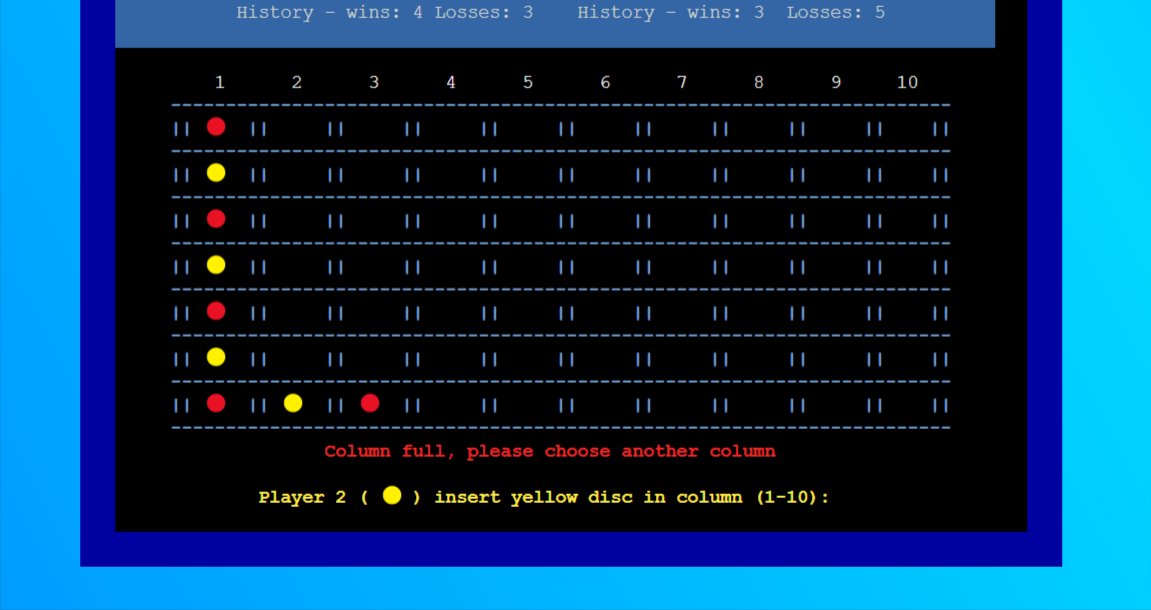 History - wins: 4 Losses: 3    History - wins: 3  Losses: 5
1 2 3 4 5 6 7 8 9 10
Column full, please choose another column
Player 2 ( ) insert yellow disc in column (1-10):